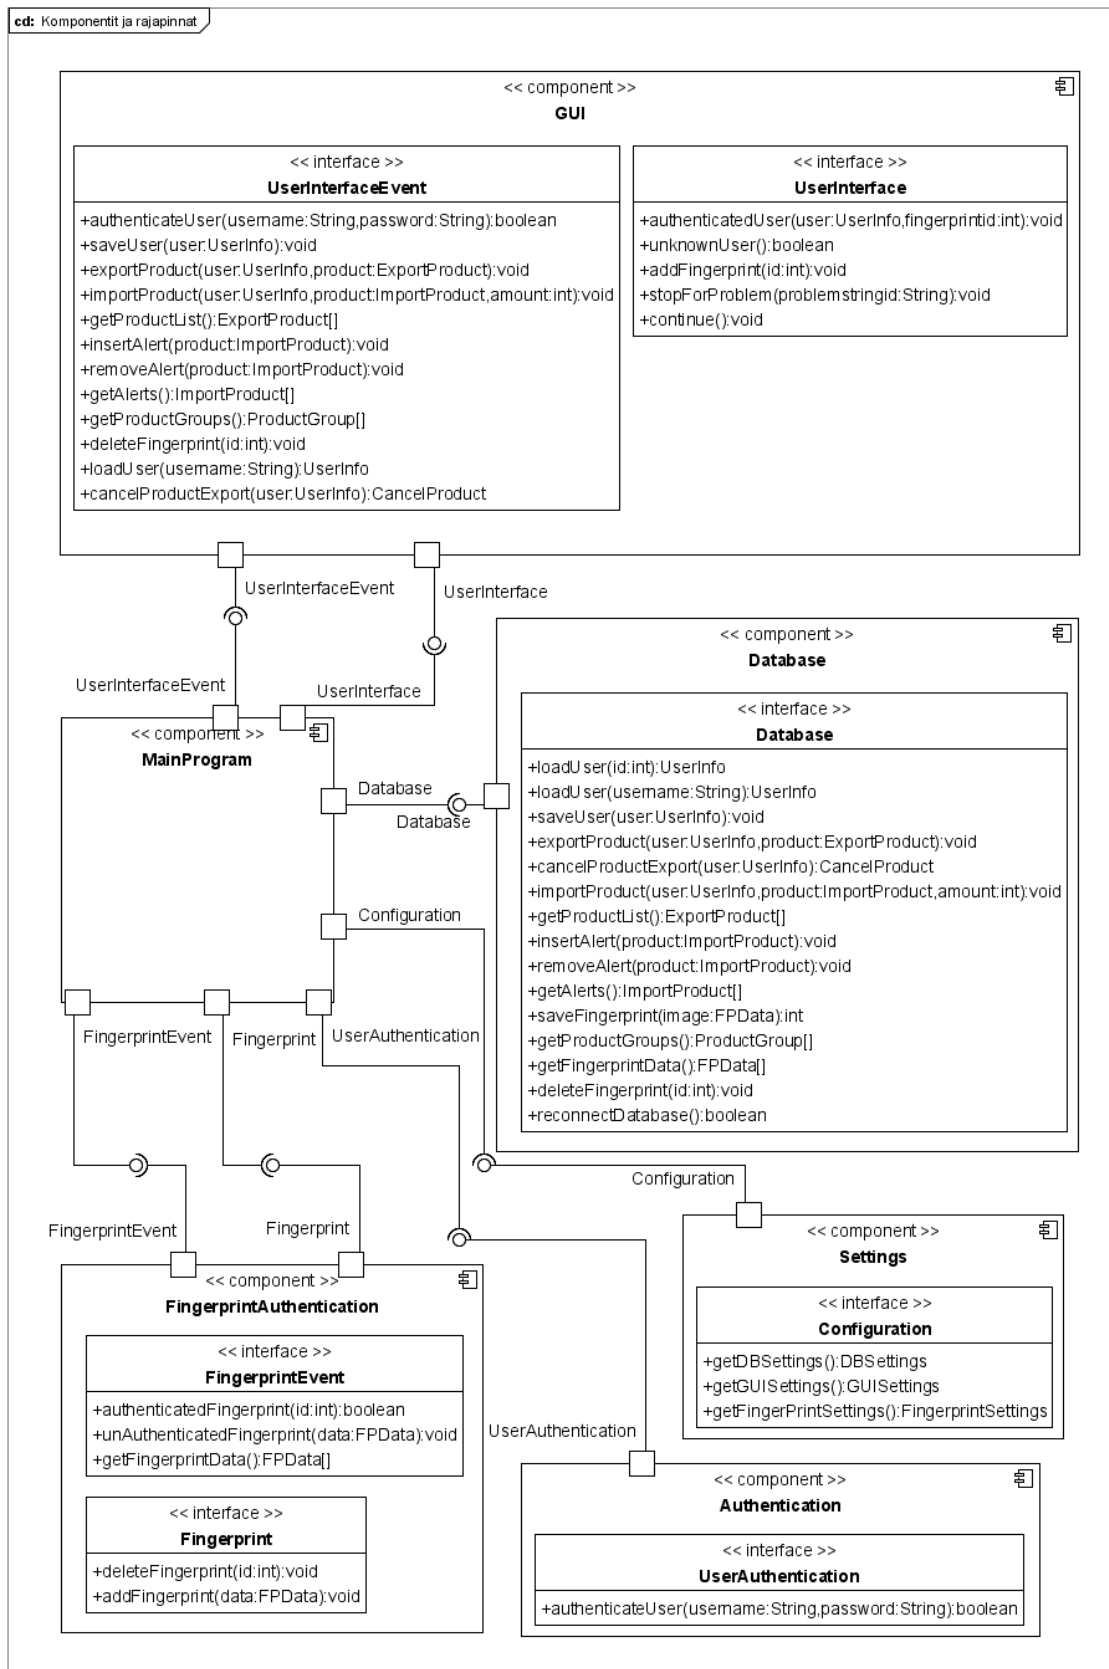 cd: Komponentit ja rajapinnat
<< component >>
GUI
<< interface >>
UserInterfaceEvent
+authenticateUser(username:String,password:String):boolean
+saveUser(user:UserInfo):void
+exportProduct(user:UserInfo,product:ExportProduct):void
+importProduct(user:UserInfo,product:ImportProduct,amount:int):void
+getProductList():ExportProduct[]
+insertAlert(product:ImportProduct):void
+removeAlert(product:ImportProduct):void
+getAlerts():ImportProduct[]
+getProductGroups():ProductGroup[]
+deleteFingerprint(id:int):void
+loadUser(username:String):UserInfo
+cancelProductExport(user:UserInfo):CancelProduct
<< interface >>
UserInterface
+authenticatedUser(user:UserInfo,fingerprintid:int):void
+unknownUser():boolean
+addFingerprint(id:int):void
+stopForProblem(problemstringid:String):void
+continue():void
UserInterfaceEvent
UserInterface
UserInterfaceEvent
UserInterface
<< component >>
MainProgram
Database
Database
Configuration
FingerprintEvent
Fingerprint
UserAuthentication
<< component >>
Database
<< interface >>
Database
+loadUser(id:int):UserInfo
+loadUser(username:String):UserInfo
+saveUser(user:UserInfo):void
+exportProduct(user:UserInfo,product:ExportProduct):void
+cancelProductExport(user:UserInfo):CancelProduct
+importProduct(user:UserInfo,product:ImportProduct,amount:int):void
+getProductList():ExportProduct[]
+insertAlert(product:ImportProduct):void
+removeAlert(product:ImportProduct):void
+getAlerts():ImportProduct[]
+saveFingerprint(image:FPData):int
+getProductGroups():ProductGroup[]
+getFingerprintData():FPData[]
+deleteFingerprint(id:int):void
+reconnectDatabase():boolean
FingerprintEvent
Fingerprint
Configuration
<< component >>
FingerprintAuthentication
<< interface >>
FingerprintEvent
+authenticatedFingerprint(id:int):boolean
+unAuthenticatedFingerprint(data:FPData):void
+getFingerprintData():FPData[]
<< interface >>
Fingerprint
+deleteFingerprint(id:int):void
+addFingerprint(data:FPData):void
<< component >>
Settings
<< interface >>
Configuration
+getDBSettings():DBSettings
+getGUISettings():GUISettings
+getFingerPrintSettings():FingerprintSettings
UserAuthentication
<< component >>
Authentication
<< interface >>
UserAuthentication
+authenticateUser(username:String,password:String):boolean